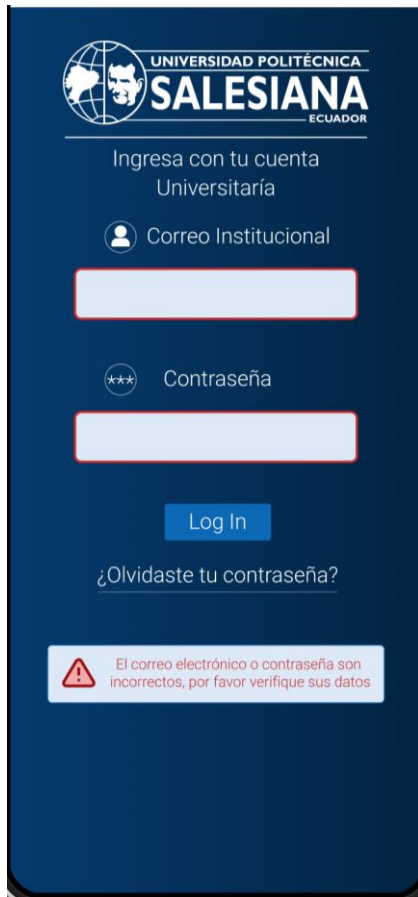 UNIVERSIDAD POLITÉCNICA
SALESIANA
ECUADOR
Ingresa con tu cuenta
Universitaría
Correo Institucional
*** Contraseña
Log In
¿Olvidaste tu contraseña?
El correo electrónico o contraseña son
incorrectos, por favor verifique sus datos